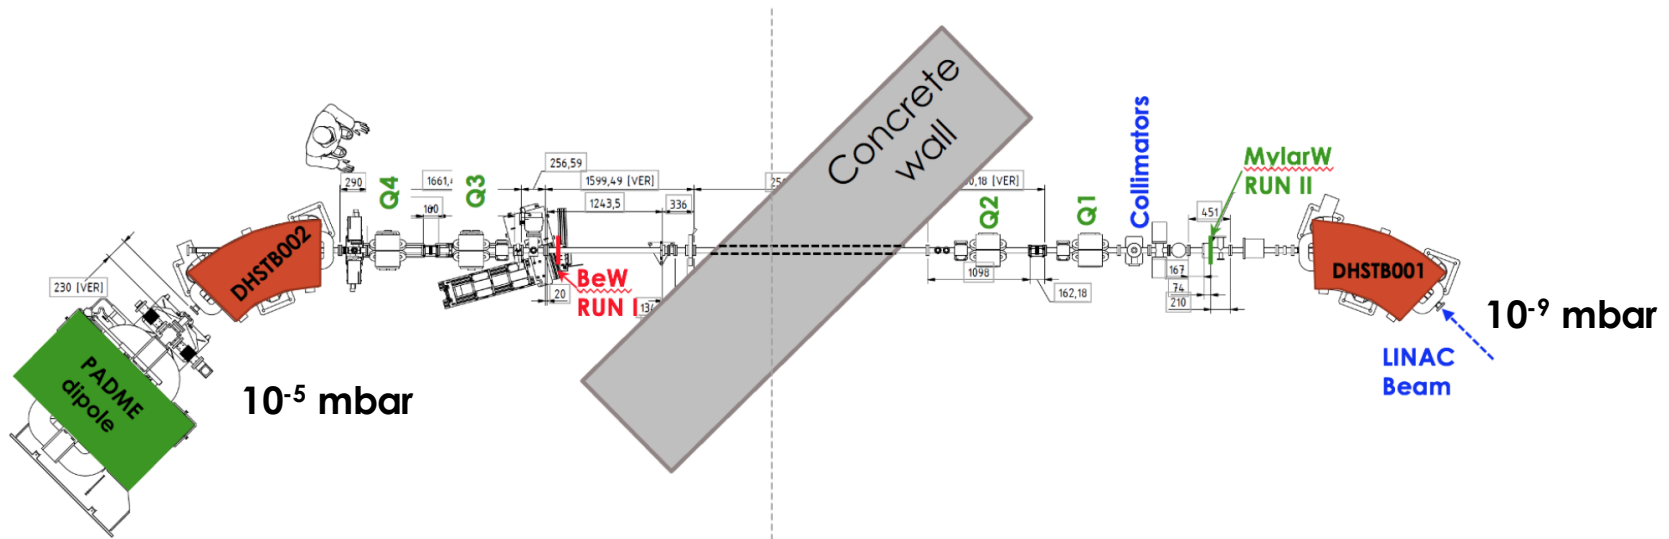 Concrete
wall
Collimators
MylarW
RUN II
256,59
290
Q4
Q3
1599,49 [VER]
1243,5
336
Q2
Q1
451
DHSTB002
DHSTB001
230 [VER]
BeW
RUN I
20
1098
162,18
167
74
210
10⁻⁹ mbar
LINAC
Beam
PADME
dipole
10⁻⁵ mbar